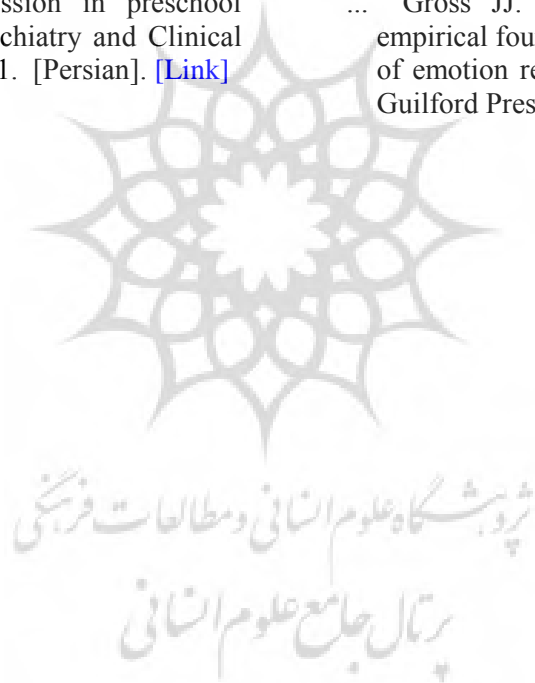 ssion in preschool
chiatry and Clinical
1. [Persian]. [Link]
... Gross JJ.
empirical four
of emotion re
Guilford Pres
پژوهشگاه علوم انسانی و مطالعات فرهنگی
پرتال جامع علوم انسانی